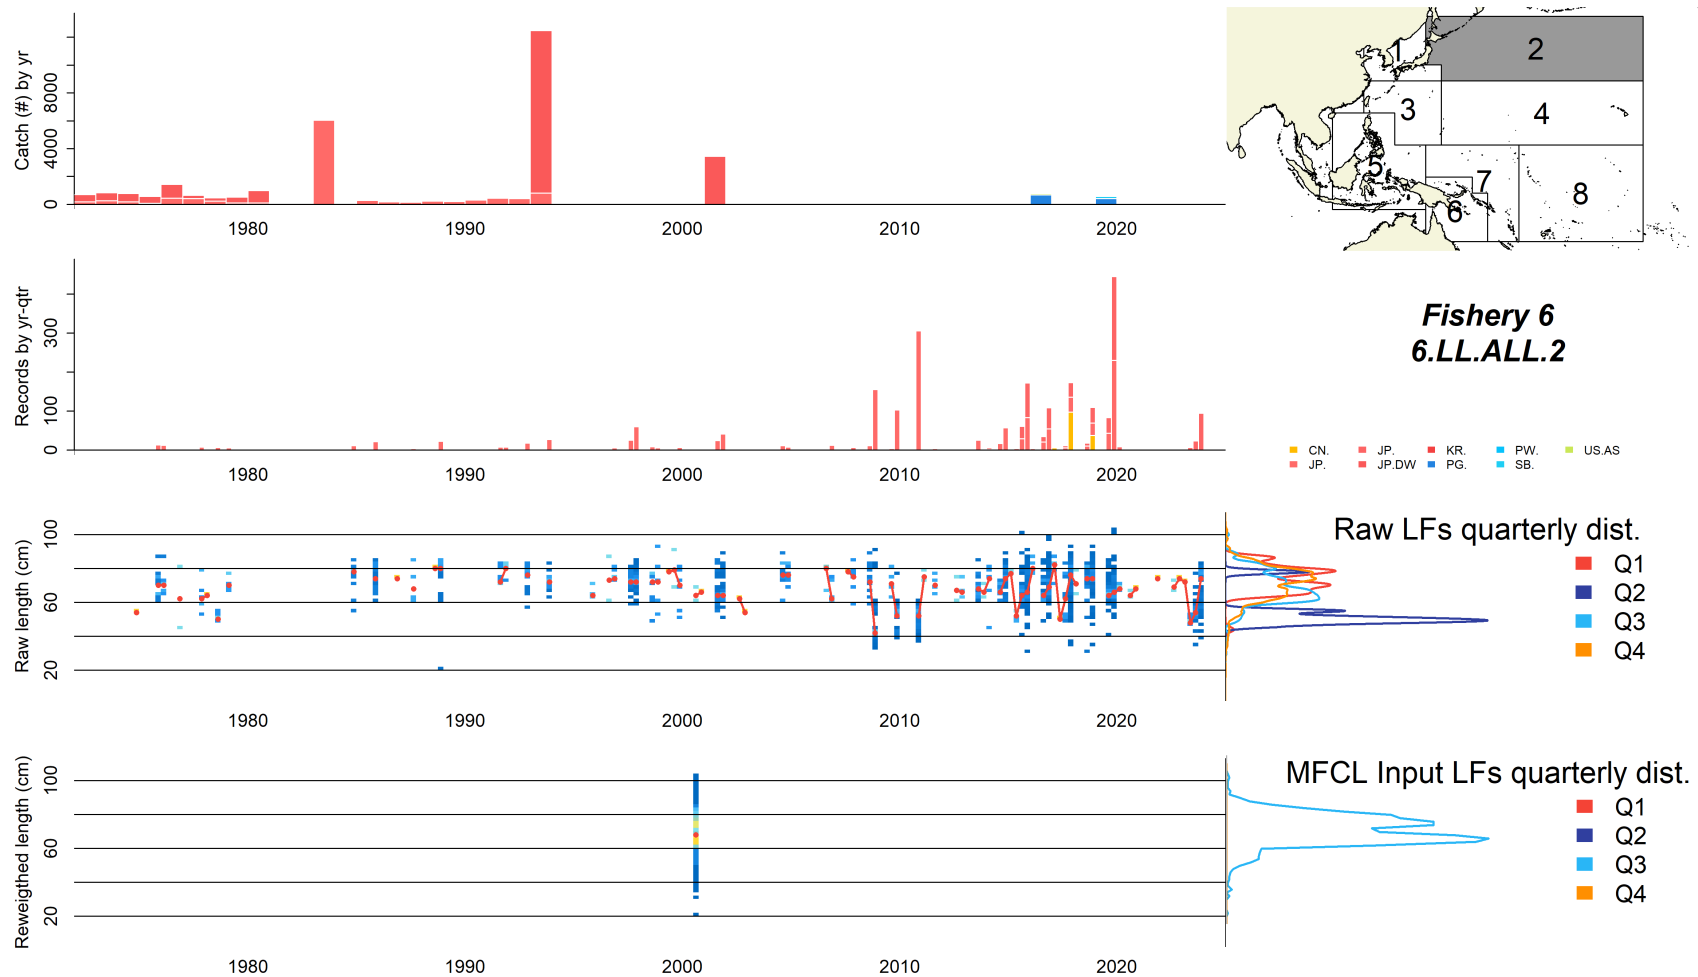 Catch (#) by yr
8000
4000
0
1980
1990
2000
2010
2020
1
2
3
4
5
7
6
8
Records by yr-qtr
300
100
0
1980
1990
2000
2010
2020
Fishery 6
6.LL.ALL.2
CN. JP. KR. PW. US.AS
JP. JP.DW PG. SB.
Raw length (cm)
100
60
20
1980
1990
2000
2010
2020
Raw LFs quarterly dist.
Q1
Q2
Q3
Q4
Reweigthed length (cm)
100
60
20
1980
1990
2000
2010
2020
MFCL Input LFs quarterly dist.
Q1
Q2
Q3
Q4